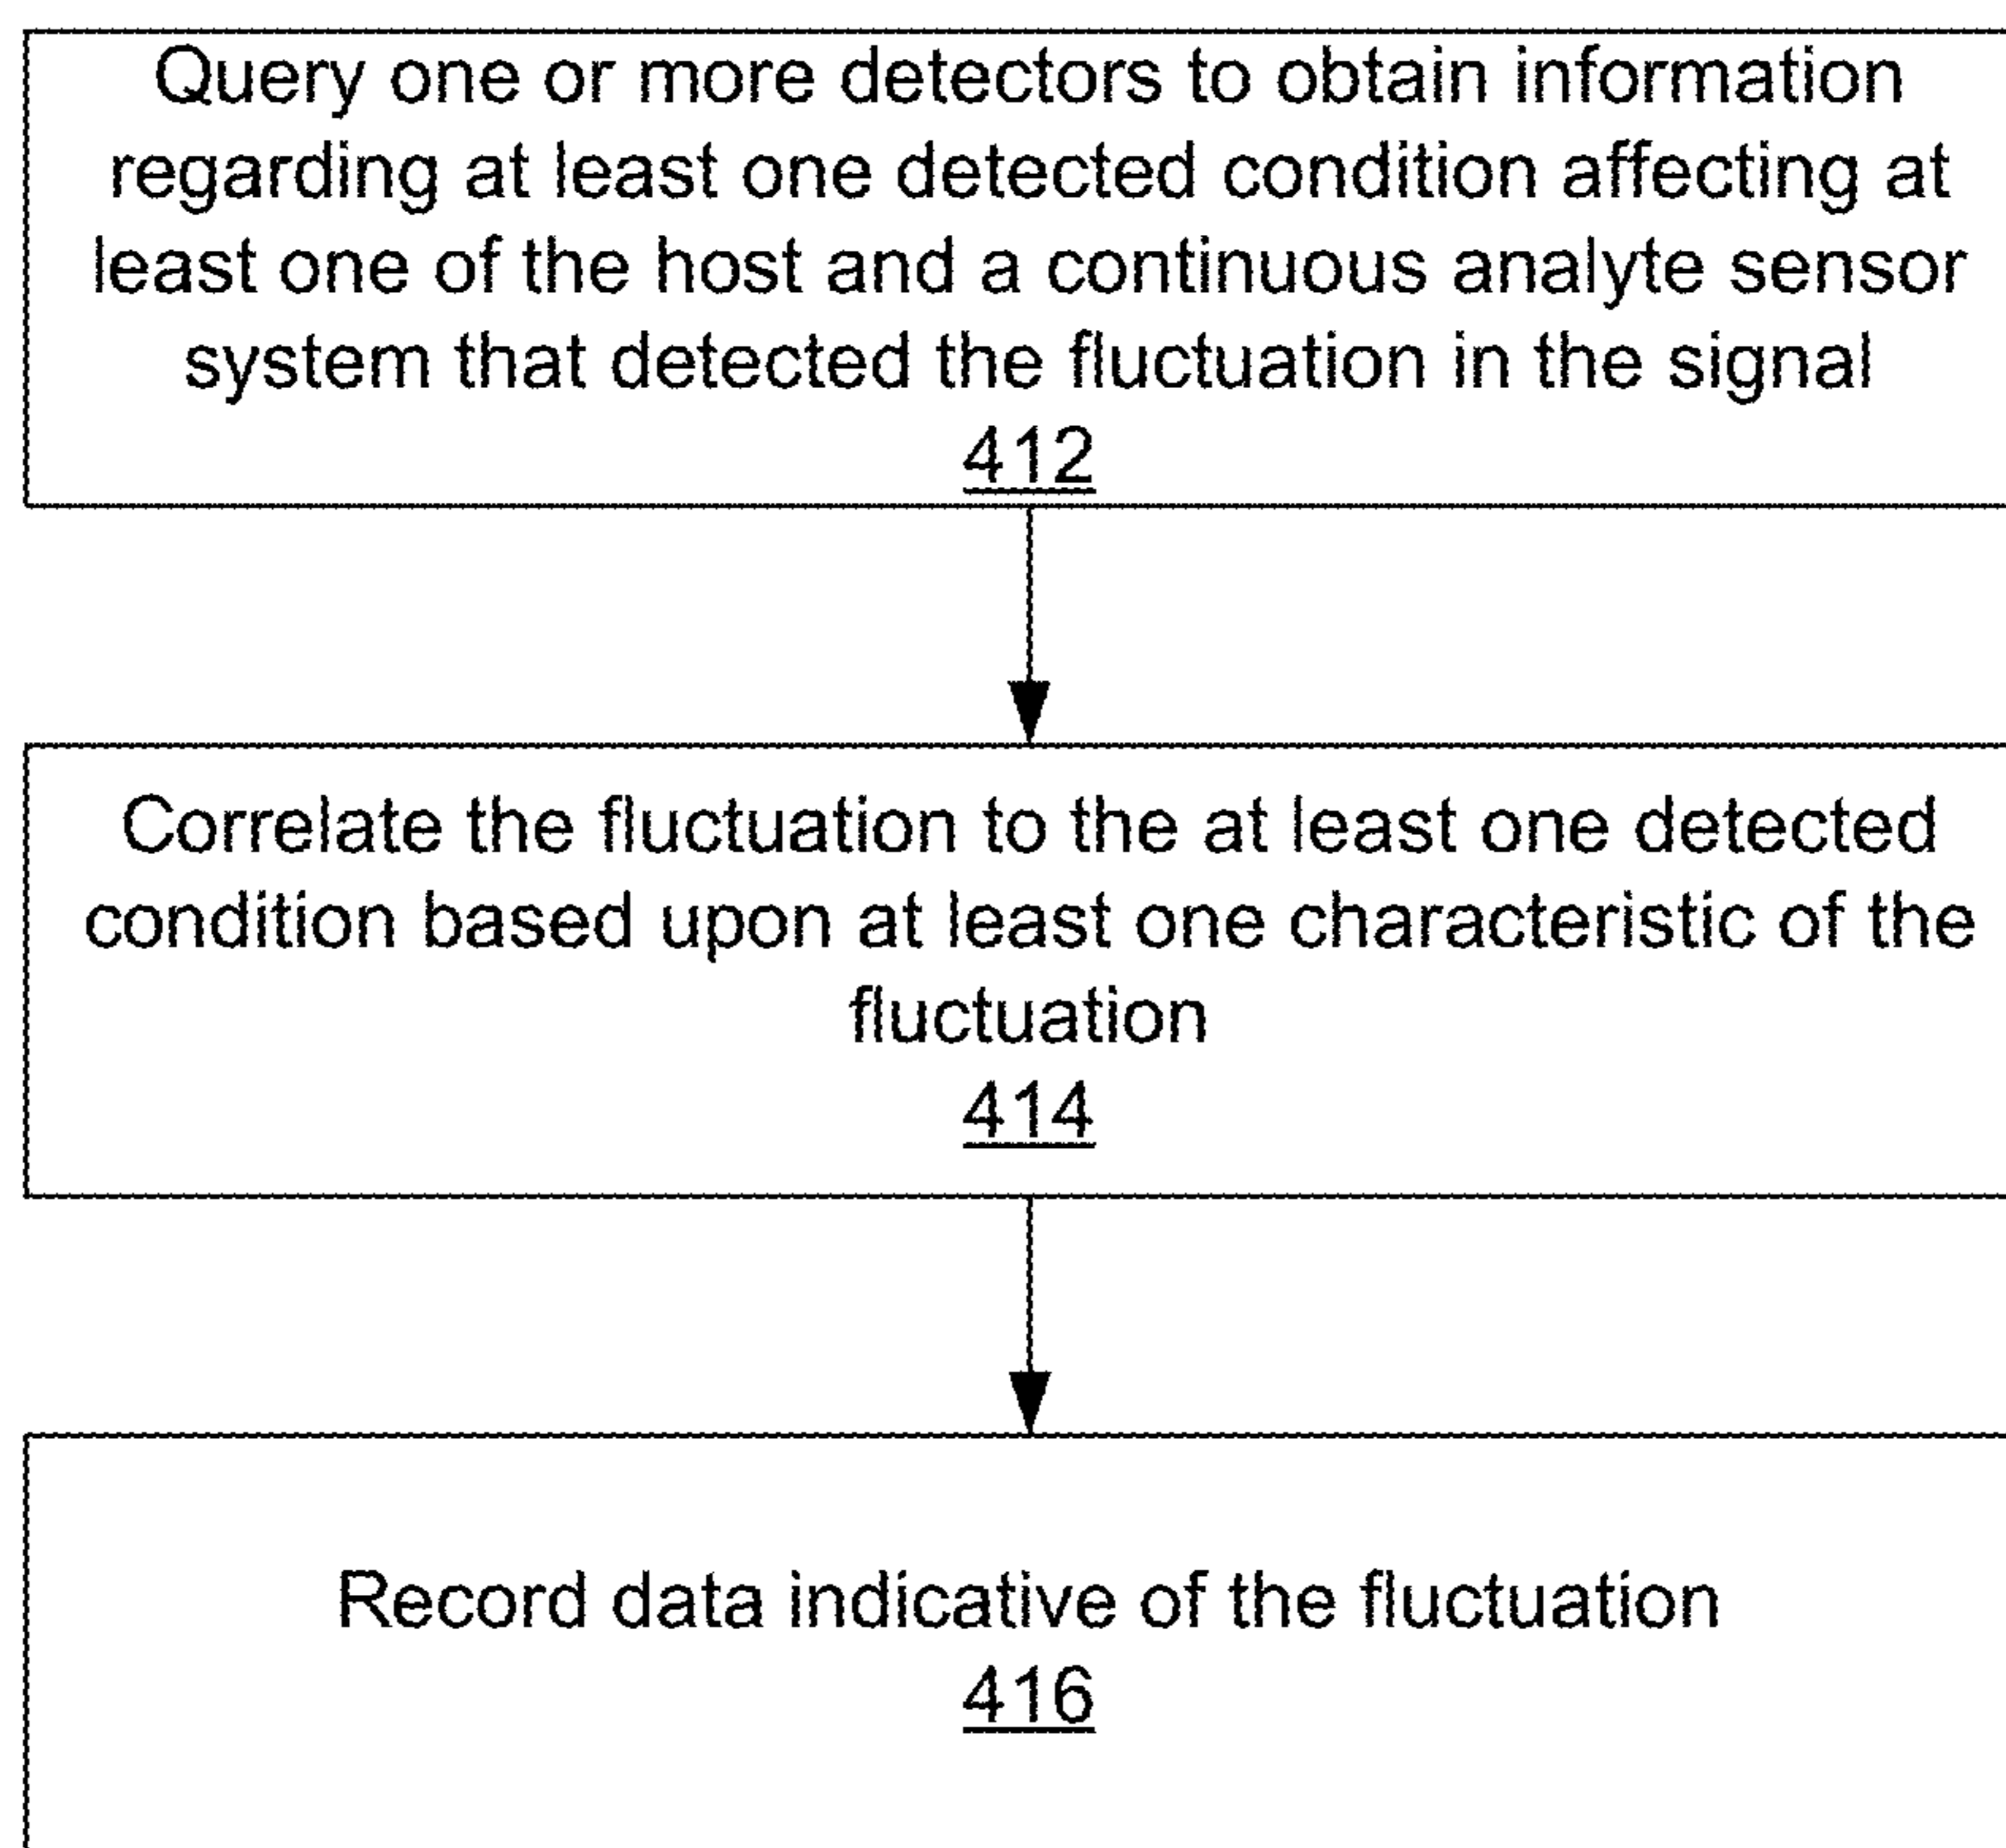 Query one or more detectors to obtain information
regarding at least one detected condition affecting at
least one of the host and a continuous analyte sensor
system that detected the fluctuation in the signal
412
Correlate the fluctuation to the at least one detected
condition based upon at least one characteristic of the
fluctuation
414
Record data indicative of the fluctuation
416